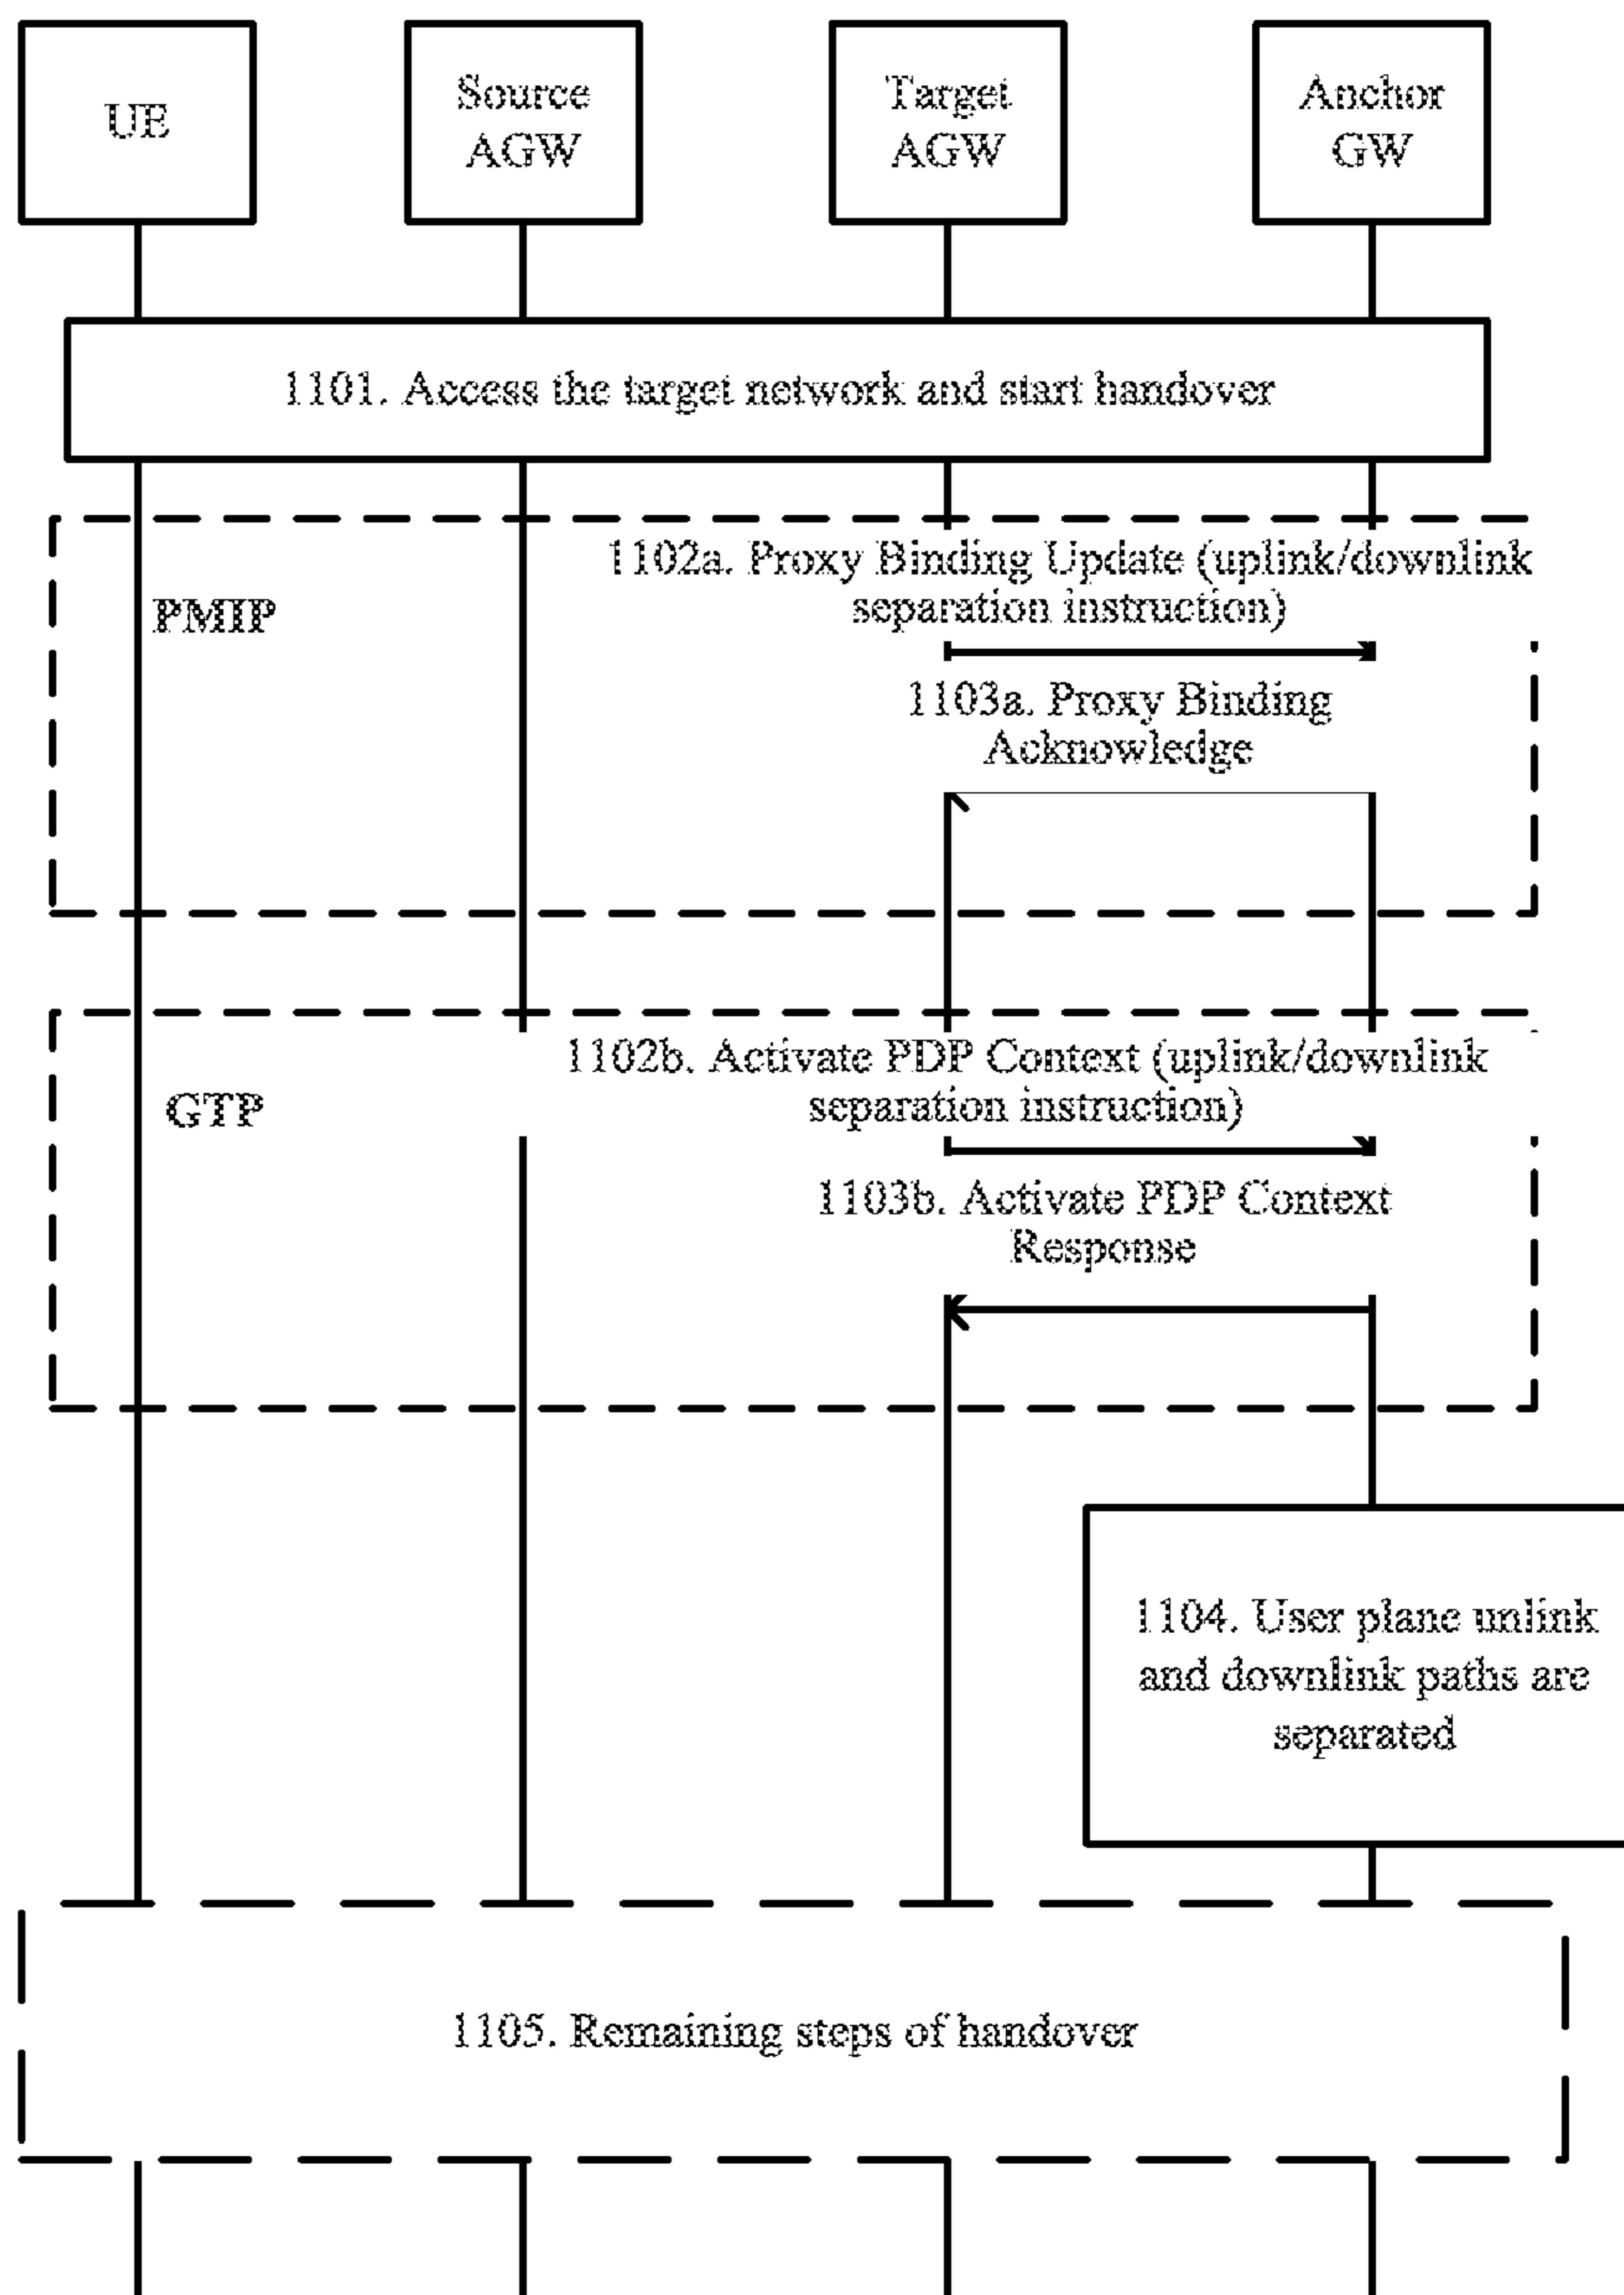 UE
Source
AGW
Target
AGW
Anchor
GW
1101. Access the target network and start handover
1102a. Proxy Binding Update (uplink/downlink
separation instruction)
PMIP
1103a. Proxy Binding
Acknowledge
1102b. Activate PDP Context (uplink/downlink
separation instruction)
GTP
1103b. Activate PDP Context
Response
1104. User plane unlink
and downlink paths are
separated
1105. Remaining steps of handover